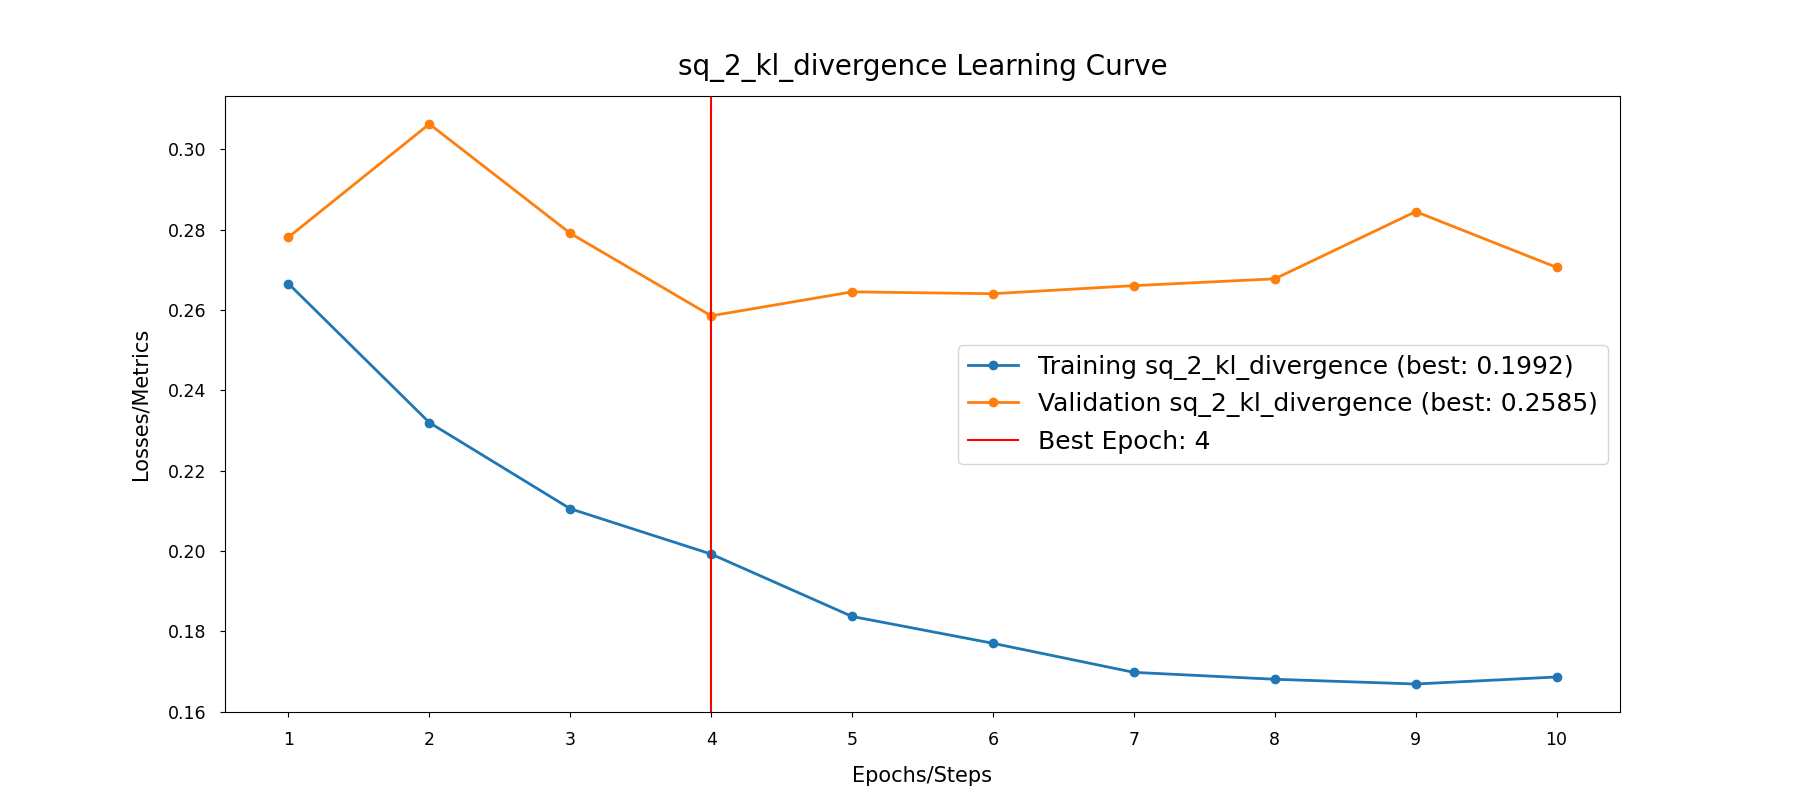 sq_2_kl_divergence Learning Curve
0.30
0.28
0.26
0.24
0.22
0.20
0.18
0.16
Losses/Metrics
Training sq_2_kl_divergence (best: 0.1992)
Validation sq_2_kl_divergence (best: 0.2585)
Best Epoch: 4
1 2 3 4 5 6 7 8 9 10
Epochs/Steps